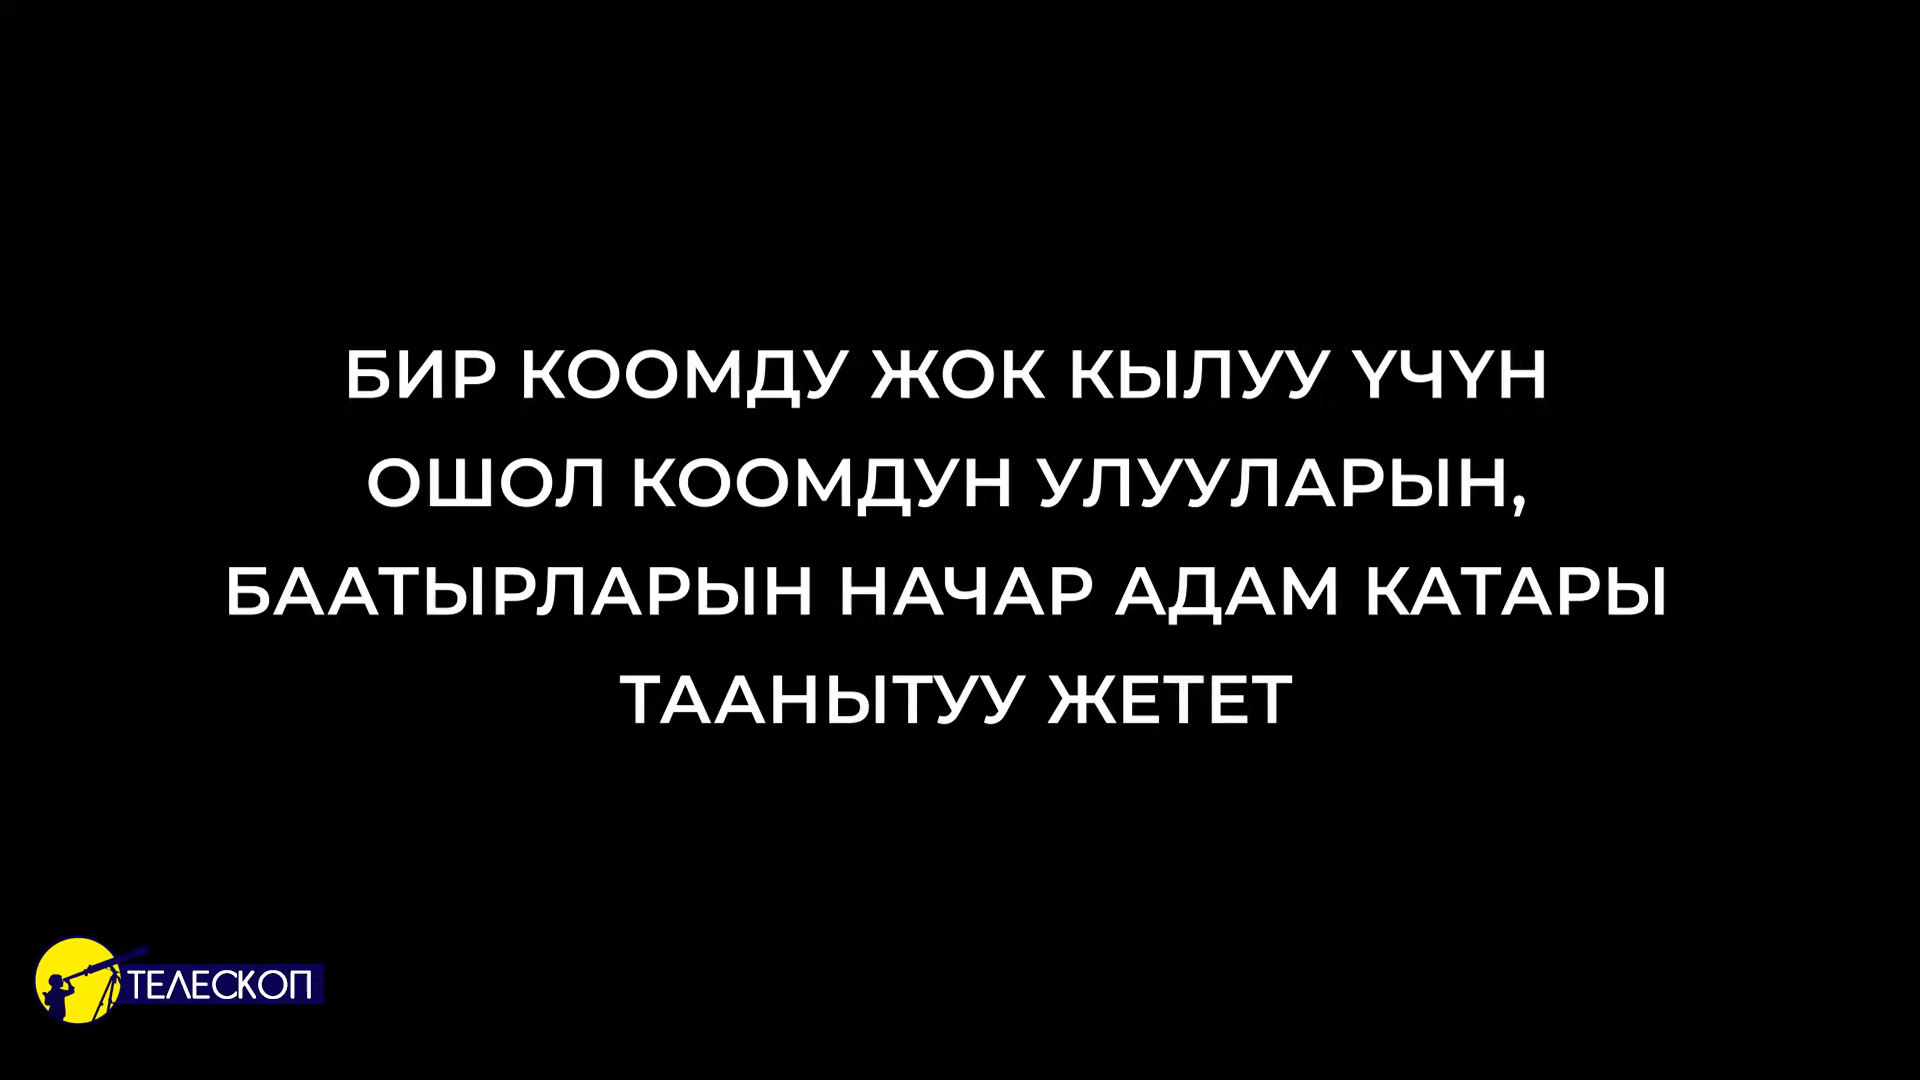 БИР КООМДУ ЖОК КЫЛУУ ҮЧҮН
ОШОЛ КООМДУН УЛУУЛАРЫН,
БААТЫРЛАРЫН НАЧАР АДАМ КАТАРЫ
ТААНЫТУУ ЖЕТЕТ
ТЕЛЕСКОП